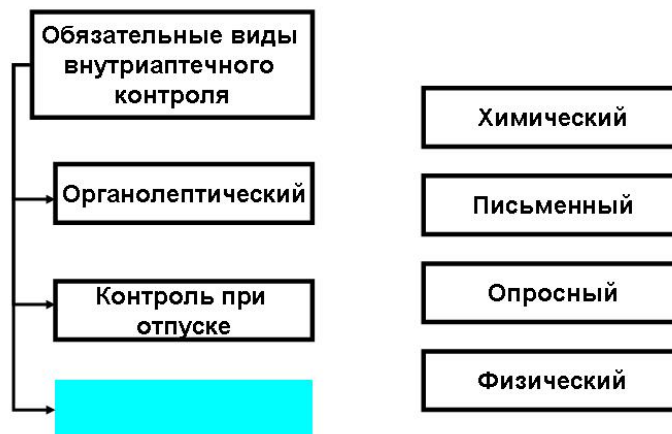 Обязательные виды
внутриаптечного
контроля
Органолептический
Контроль при
отпуске
Химический
Письменный
Опросный
Физический